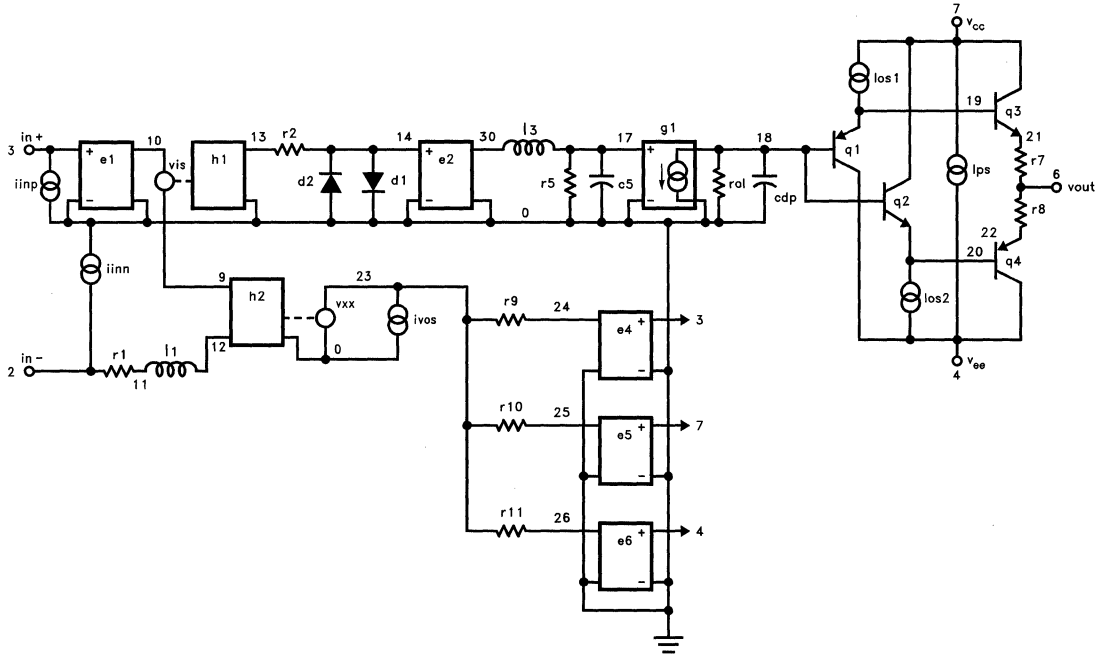 7
vcc
Ios1
19
q3
in+
3
10
13
r2
14
30
l3
17
g1
18
21
+
e1
vis
h1
+
e2
+
q1
r7
iinp
d2
d1
r5
c5
rol
Ips
6
vout
−
−
−
cdp
q2
r8
0
22
iinn
20
q4
9
h2
23
vxx
ivos
Ios2
r9
24
+
3
e4
in−
2
r1
l1
12
0
−
vee
4
11
r10
25
+
7
e5
−
r11
26
+
4
e6
−